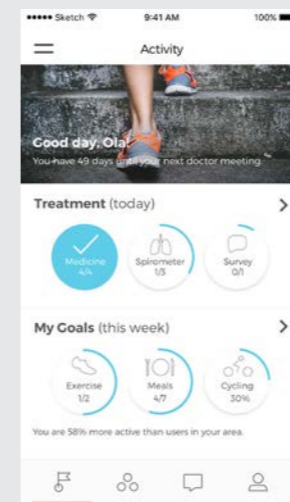 Sketch 9:41 AM 100%
Activity
Good day, Ola!
You have 49 days until your next doctor meeting.
Treatment (today)
Medicine Spirometer Survey
4/4 1/3 0/1
My Goals (this week)
Exercise Meals Cycling
1/2 4/7 30%
You are 58% more active than users in your area.